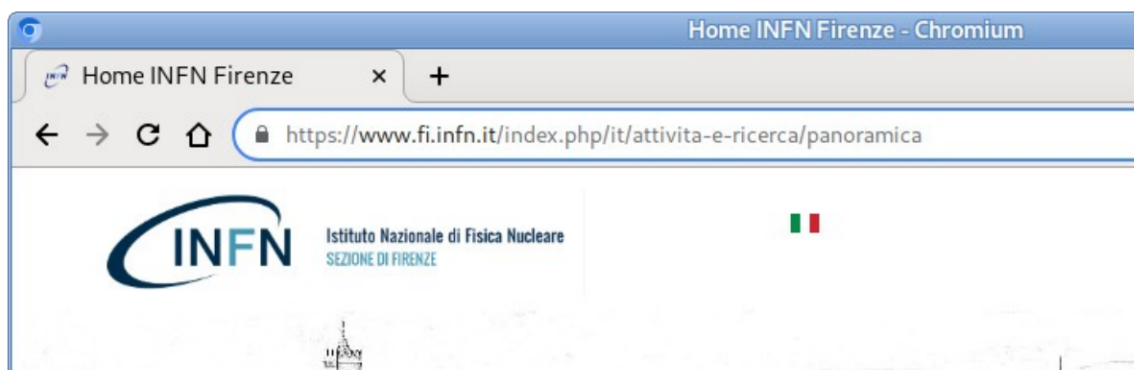 Home INFN Firenze - Chromium
INFN Home INFN Firenze × +
https://www.fi.infn.it/index.php/it/attivita-e-ricerca/panoramica
INFN
Istituto Nazionale di Fisica Nucleare
SEZIONE DI FIRENZE